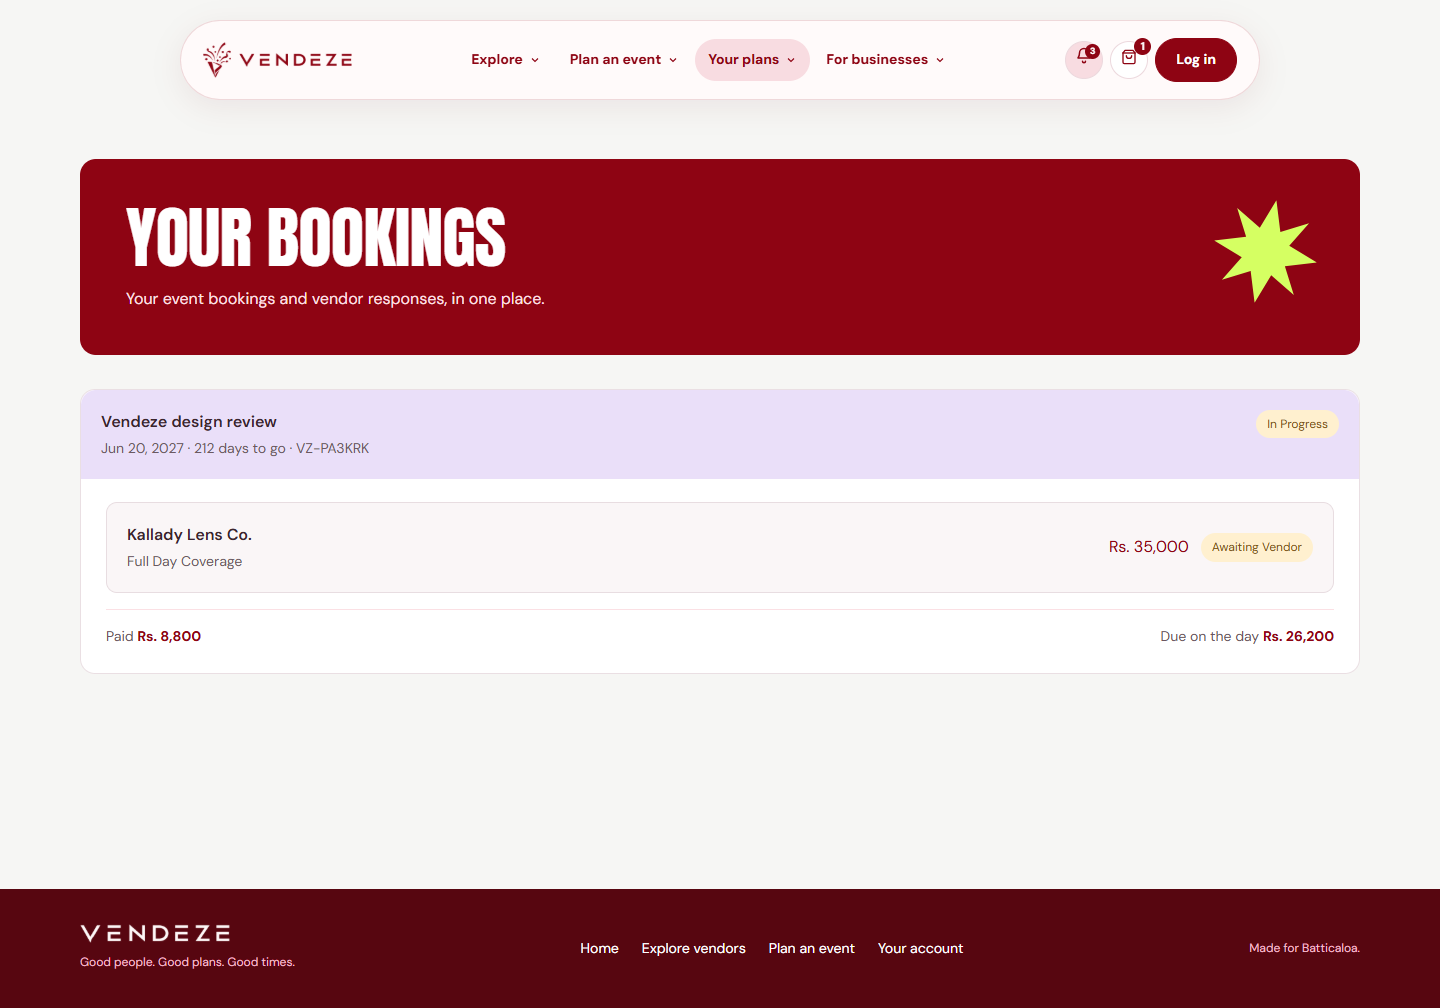 VENDEZE
Explore
Plan an event
Your plans
For businesses
3
1
Log in
YOUR BOOKINGS
Your event bookings and vendor responses, in one place.
Vendeze design review
In Progress
Jun 20, 2027 · 212 days to go · VZ-PA3KRK
Kallady Lens Co.
Full Day Coverage
Rs. 35,000
Awaiting Vendor
Paid Rs. 8,800
Due on the day Rs. 26,200
VENDEZE
Good people. Good plans. Good times.
Home
Explore vendors
Plan an event
Your account
Made for Batticaloa.